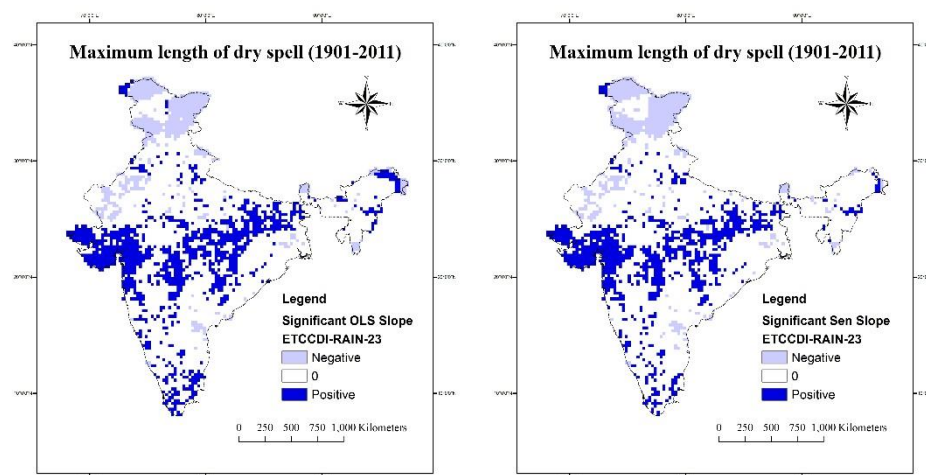 Maximum length of dry spell (1901-2011)
N
W
E
S
Legend
Significant OLS Slope
ETCCDI-RAIN-23
Negative
0
Positive
0 250 500 750 1,000 Kilometers
Maximum length of dry spell (1901-2011)
N
W
E
S
Legend
Significant Sen Slope
ETCCDI-RAIN-23
Negative
0
Positive
0 250 500 750 1,000 Kilometers